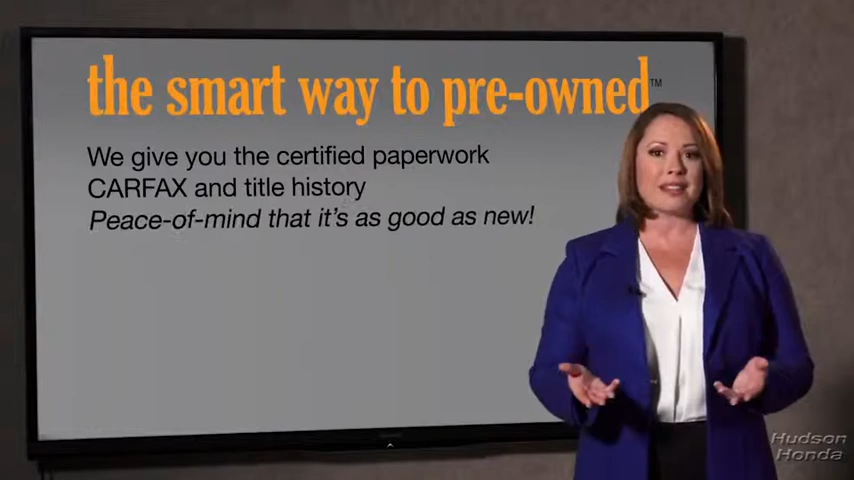 the smart way to pre-owned™
We give you the certified paperwork
CARFAX and title history
Peace-of-mind that it's as good as new!
Hudson
Honda